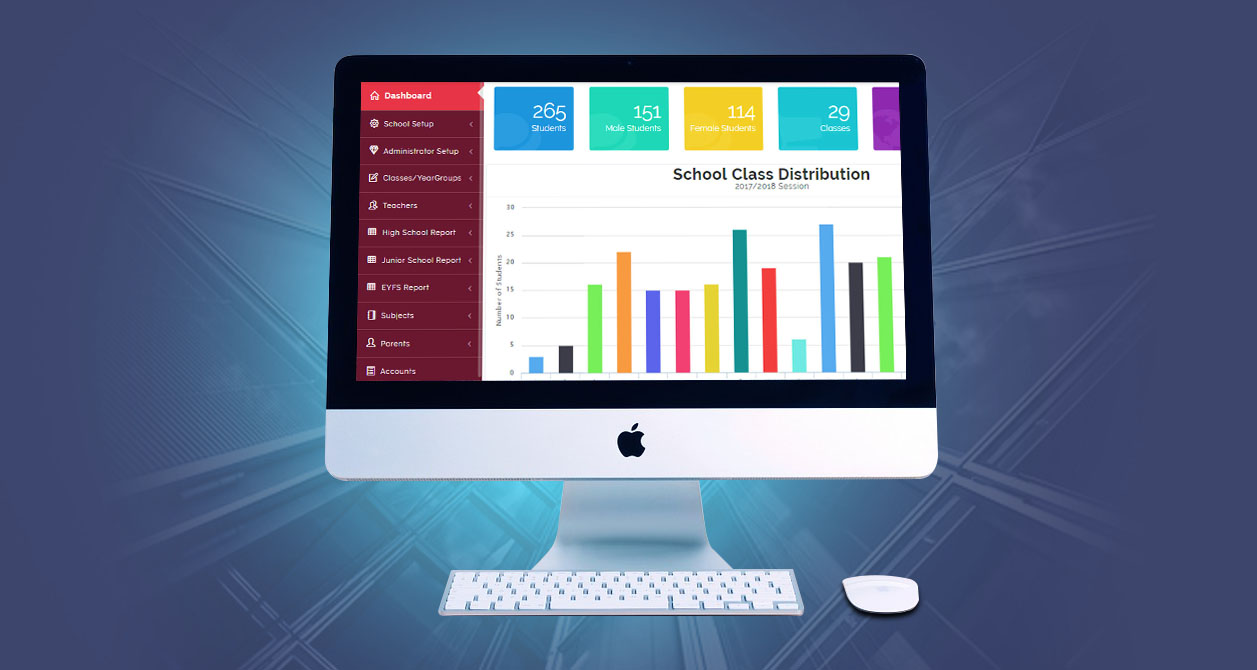 Dashboard
School Setup
Administrator Setup
Classes/YearGroups
Teachers
High School Report
Junior School Report
EYFS Report
Subjects
Parents
Accounts
265
Students
151
Male Students
114
Female Students
29
Classes
School Class Distribution
2017/2018 Session
Number of Students
30
25
20
15
10
5
0